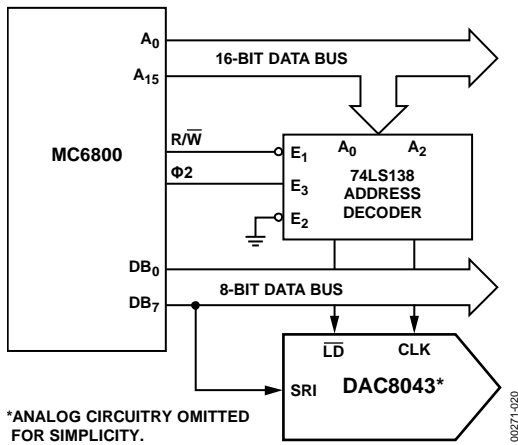 A0
16-BIT DATA BUS
A15
MC6800
R/W̅
Φ2
E1
E3
E2
A0 A2
74LS138
ADDRESS
DECODER
DB0
8-BIT DATA BUS
DB7
L̅D̅ CLK
SRI DAC8043*
*ANALOG CIRCUITRY OMITTED
FOR SIMPLICITY.
00271-020